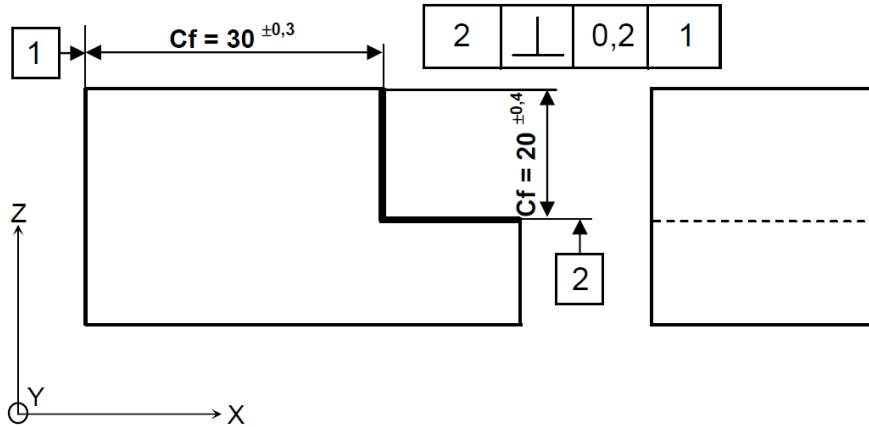 1
Cf = 30 ±0,3
2 ⊥ 0,2 1
Cf = 20 ±0,4
Z
2
Y
X